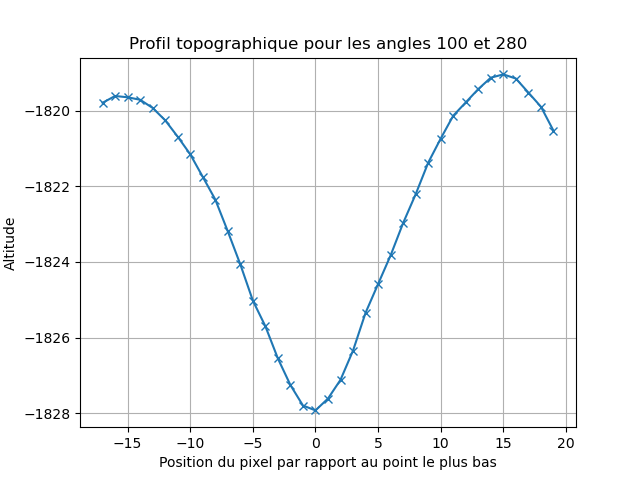 Profil topographique pour les angles 100 et 280
−1820
−1822
−1824
−1826
−1828
Altitude
−15 −10 −5 0 5 10 15 20
Position du pixel par rapport au point le plus bas